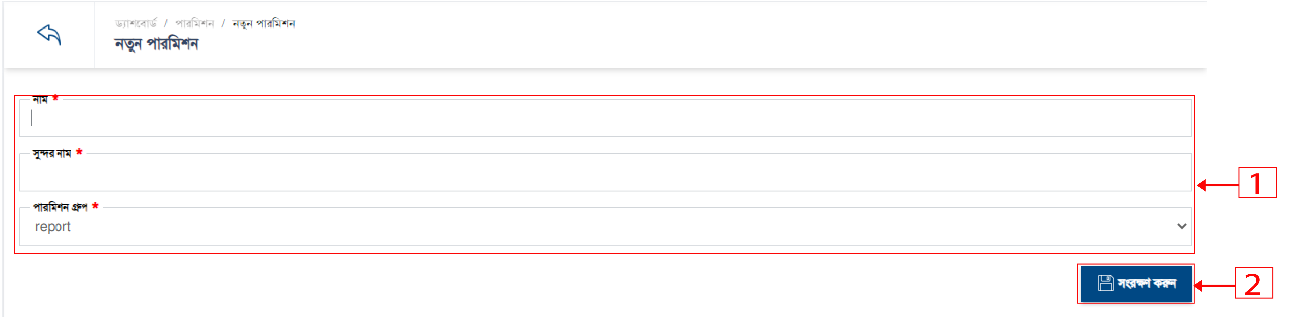 ড্যাশবোর্ড / পারমিশন / নতুন পারমিশন
নতুন পারমিশন
নাম *
সুন্দর নাম *
1
পারমিশন গ্রুপ *
report
সংরক্ষণ করুন
2